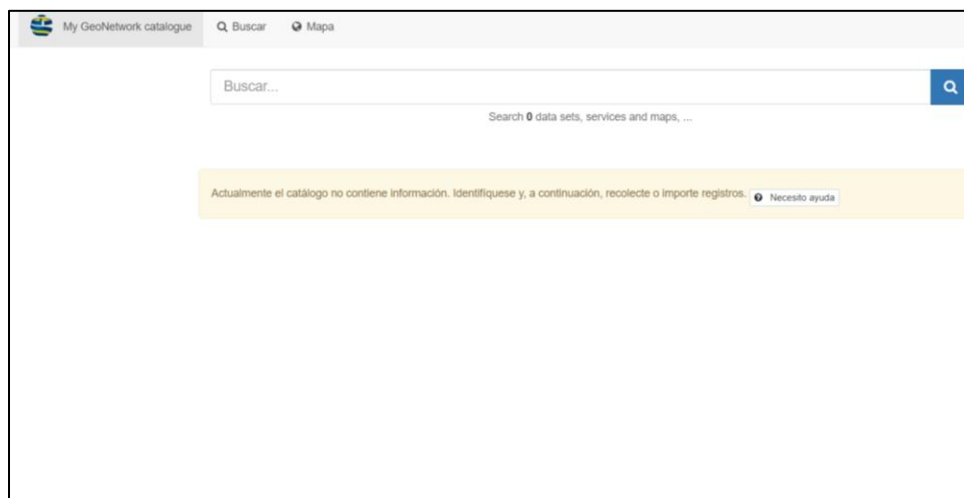 My GeoNetwork catalogue Buscar Mapa
Buscar...
Search 0 data sets, services and maps, ...
Actualmente el catálogo no contiene información. Identifíquese y, a continuación, recolecte o importe registros. Necesito ayuda